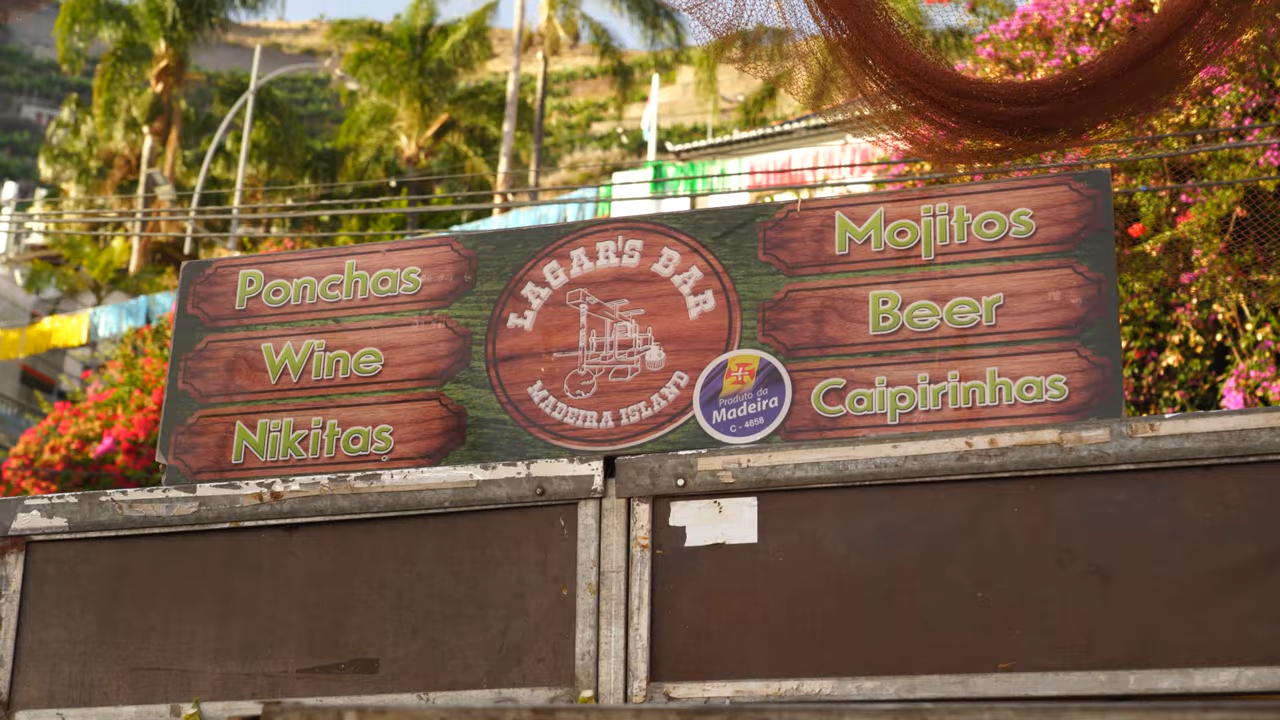 Ponchas
Wine
Nikitas
LAGAR'S BAR
MADEIRA ISLAND
Produto da
Madeira
C - 4658
Mojitos
Beer
Caipirinhas